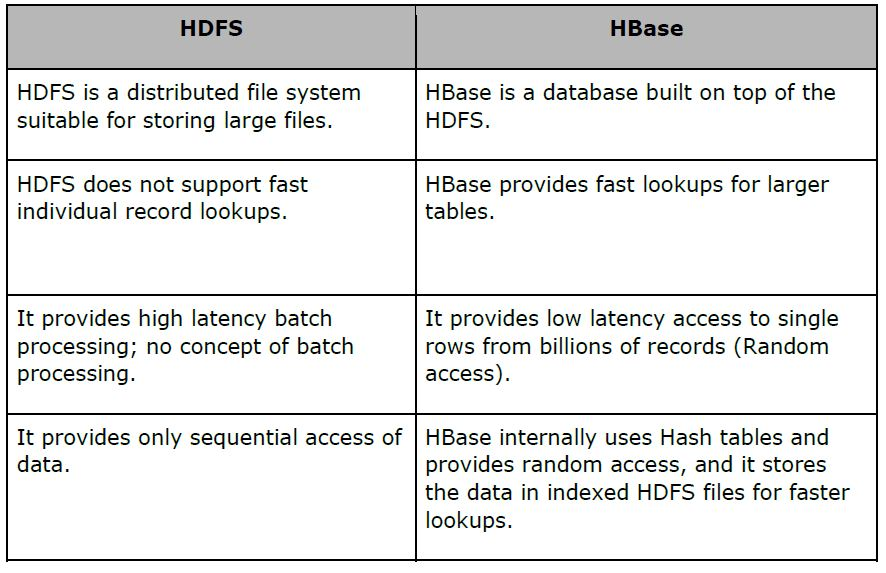 HDFS
HBase
HDFS is a distributed file system
suitable for storing large files.
HBase is a database built on top of the
HDFS.
HDFS does not support fast
individual record lookups.
HBase provides fast lookups for larger
tables.
It provides high latency batch
processing; no concept of batch
processing.
It provides low latency access to single
rows from billions of records (Random
access).
It provides only sequential access of
data.
HBase internally uses Hash tables and
provides random access, and it stores
the data in indexed HDFS files for faster
lookups.